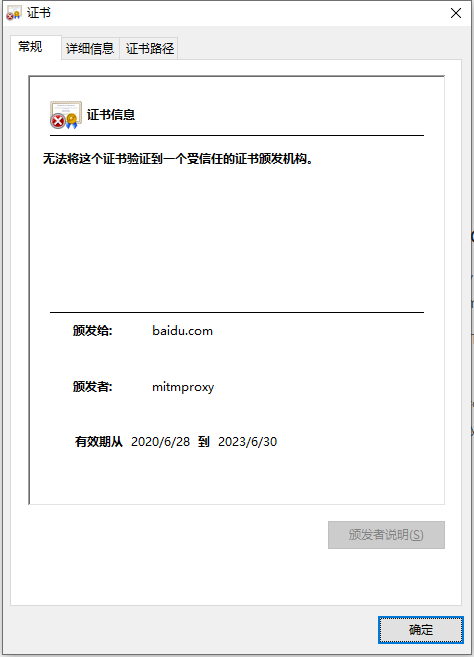 证书
常规 详细信息 证书路径
证书信息
无法将这个证书验证到一个受信任的证书颁发机构。
颁发给: baidu.com
颁发者: mitmproxy
有效期从 2020/6/28 到 2023/6/30
颁发者说明(S)
确定